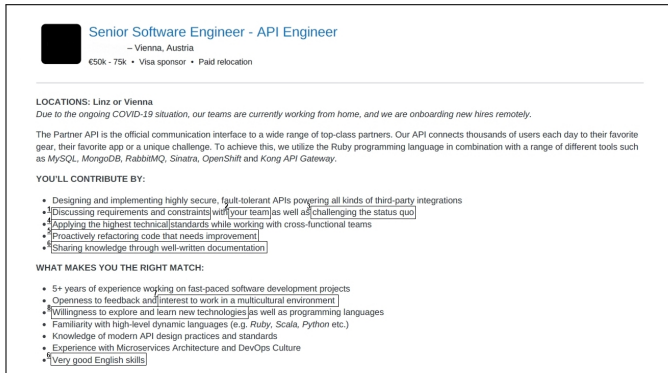 Senior Software Engineer - API Engineer
– Vienna, Austria
€50k - 75k • Visa sponsor • Paid relocation
LOCATIONS: Linz or Vienna
Due to the ongoing COVID-19 situation, our teams are currently working from home, and we are onboarding new hires remotely.
The Partner API is the official communication interface to a wide range of top-class partners. Our API connects thousands of users each day to their favorite
gear, their favorite app or a unique challenge. To achieve this, we utilize the Ruby programming language in combination with a range of different tools such
as MySQL, MongoDB, RabbitMQ, Sinatra, OpenShift and Kong API Gateway.
YOU'LL CONTRIBUTE BY:
• Designing and implementing highly secure, fault-tolerant APIs powering all kinds of third-party integrations
• 1 Discussing requirements and constraints with 2 your team as well as 3 challenging the status quo
• 4 Applying the highest technical standards while working with cross-functional teams
• 5 Proactively refactoring code that needs improvement
• 6 Sharing knowledge through well-written documentation
WHAT MAKES YOU THE RIGHT MATCH:
• 5+ years of experience working on fast-paced software development projects
• Openness to feedback and 7 interest to work in a multicultural environment
• 8 Willingness to explore and learn new technologies as well as programming languages
• Familiarity with high-level dynamic languages (e.g. Ruby, Scala, Python etc.)
• Knowledge of modern API design practices and standards
• Experience with Microservices Architecture and DevOps Culture
• 6 Very good English skills